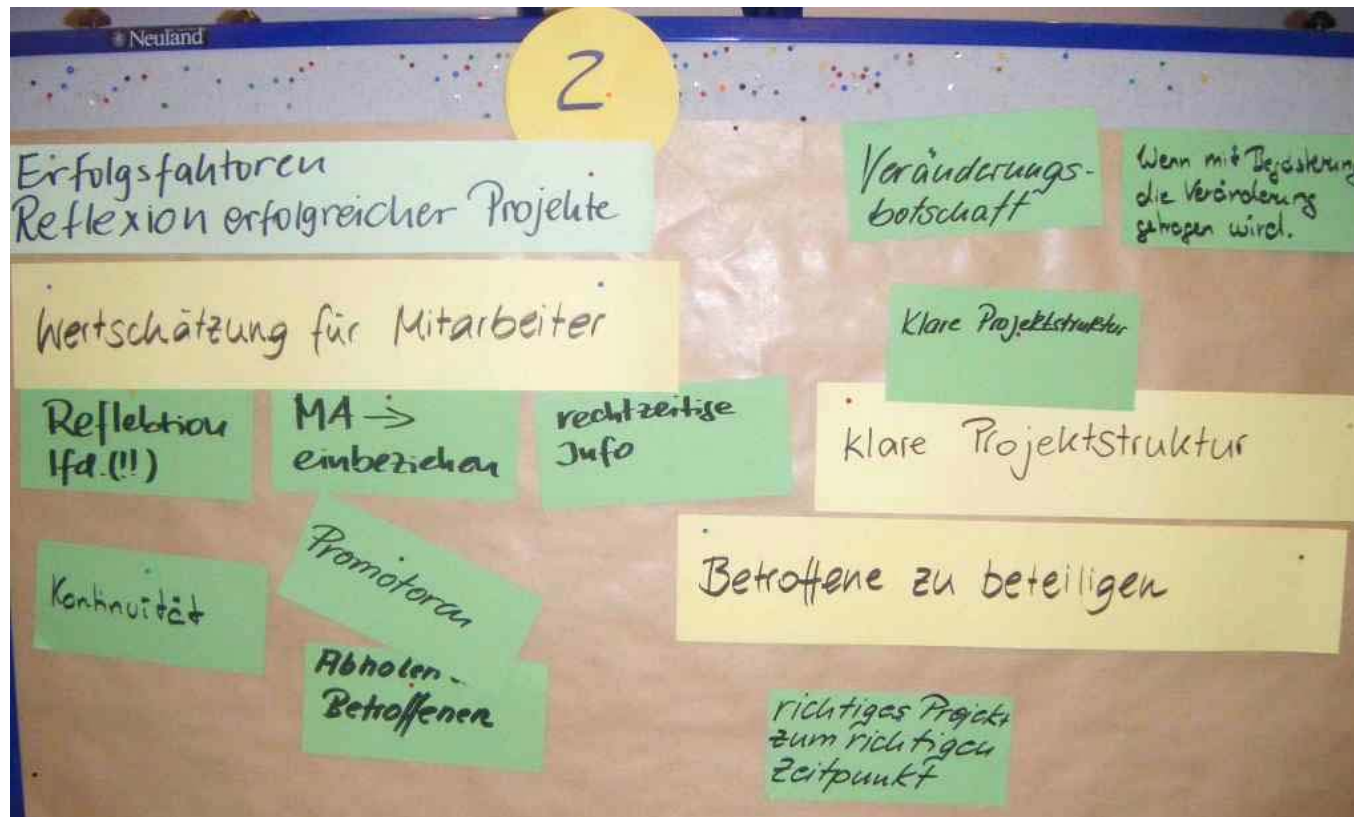 Neuland
2
Erfolgsfaktoren
Reflexion erfolgreicher Projekte
Veränderungs-
botschaft
Wenn mit Begeisterung
die Veränderung
getragen wird.
Wertschätzung für Mitarbeiter
Klare Projektstruktur
Reflektion
lfd.(!!)
MA →
einbeziehen
rechtzeitige
Info
klare Projektstruktur
Kontinuität
Promotoren
Betroffene zu beteiligen
Abholen -
Betroffenen
richtiges Projekt
zum richtigen
Zeitpunkt